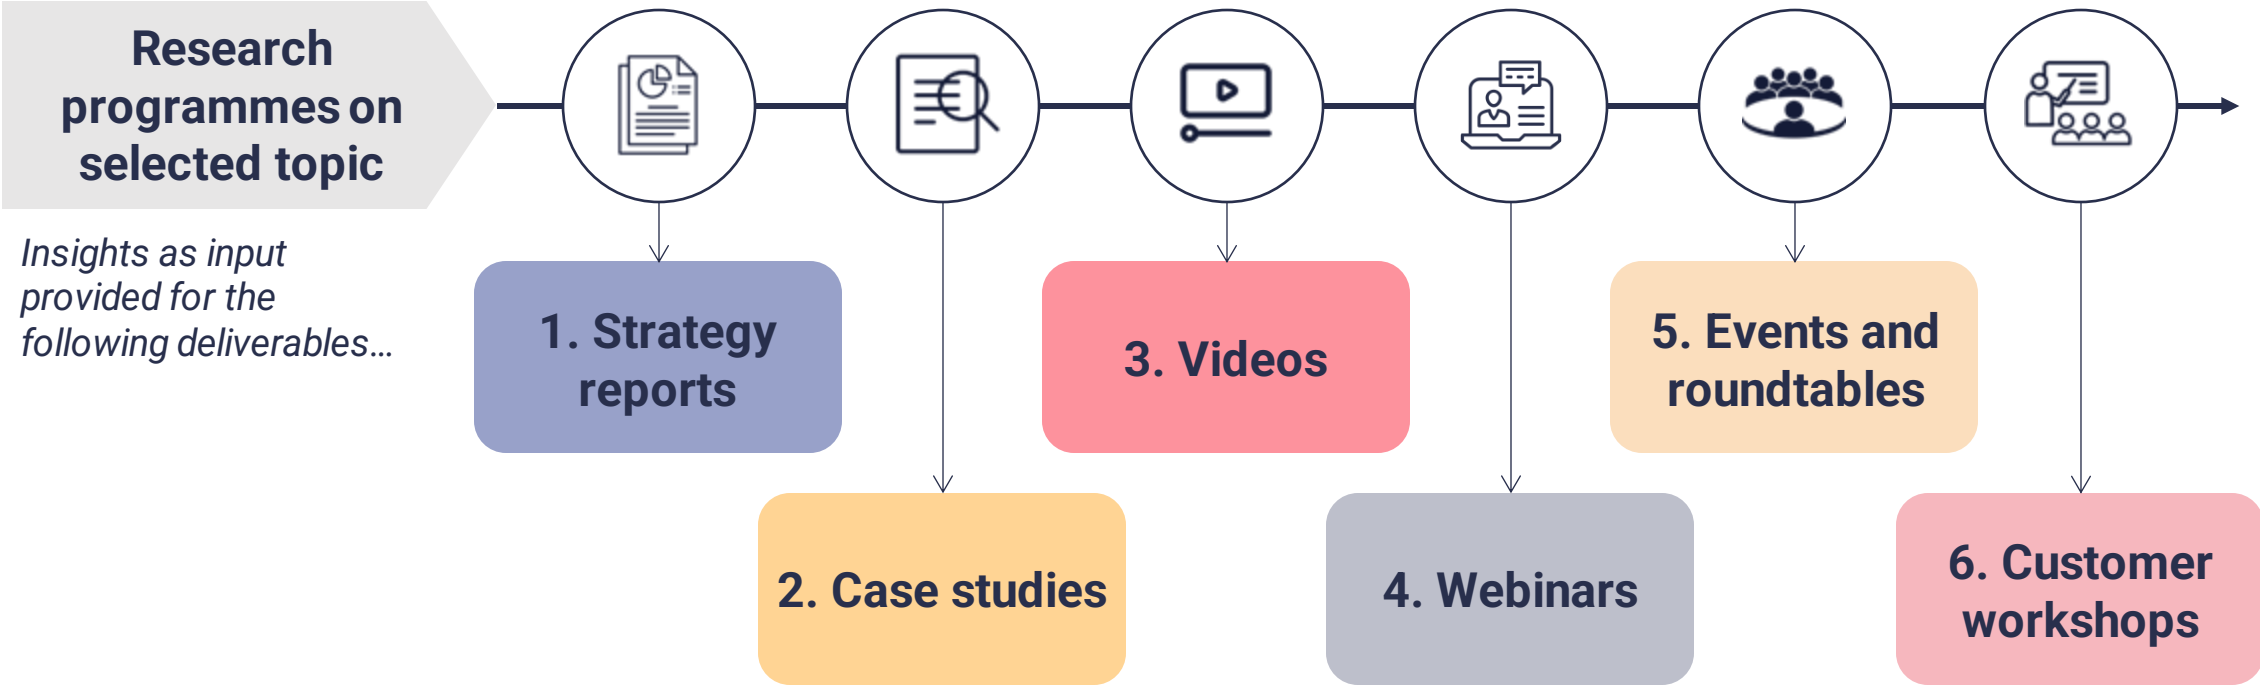 Research
programmes on
selected topic
Insights as input
provided for the
following deliverables...
1. Strategy
reports
2. Case studies
3. Videos
4. Webinars
5. Events and
roundtables
6. Customer
workshops